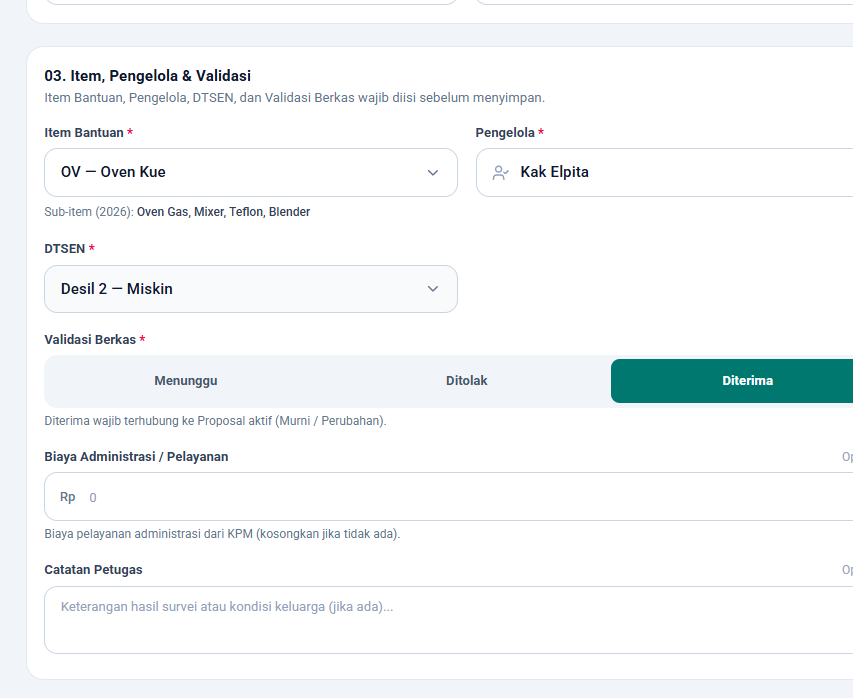 03. Item, Pengelola & Validasi
Item Bantuan, Pengelola, DTSEN, dan Validasi Berkas wajib diisi sebelum menyimpan.
Item Bantuan *
Pengelola *
OV — Oven Kue
Kak Elpita
Sub-item (2026): Oven Gas, Mixer, Teflon, Blender
DTSEN *
Desil 2 — Miskin
Validasi Berkas *
Menunggu
Ditolak
Diterima
Diterima wajib terhubung ke Proposal aktif (Murni / Perubahan).
Biaya Administrasi / Pelayanan
Rp 0
Biaya pelayanan administrasi dari KPM (kosongkan jika tidak ada).
Catatan Petugas
Keterangan hasil survei atau kondisi keluarga (jika ada)...